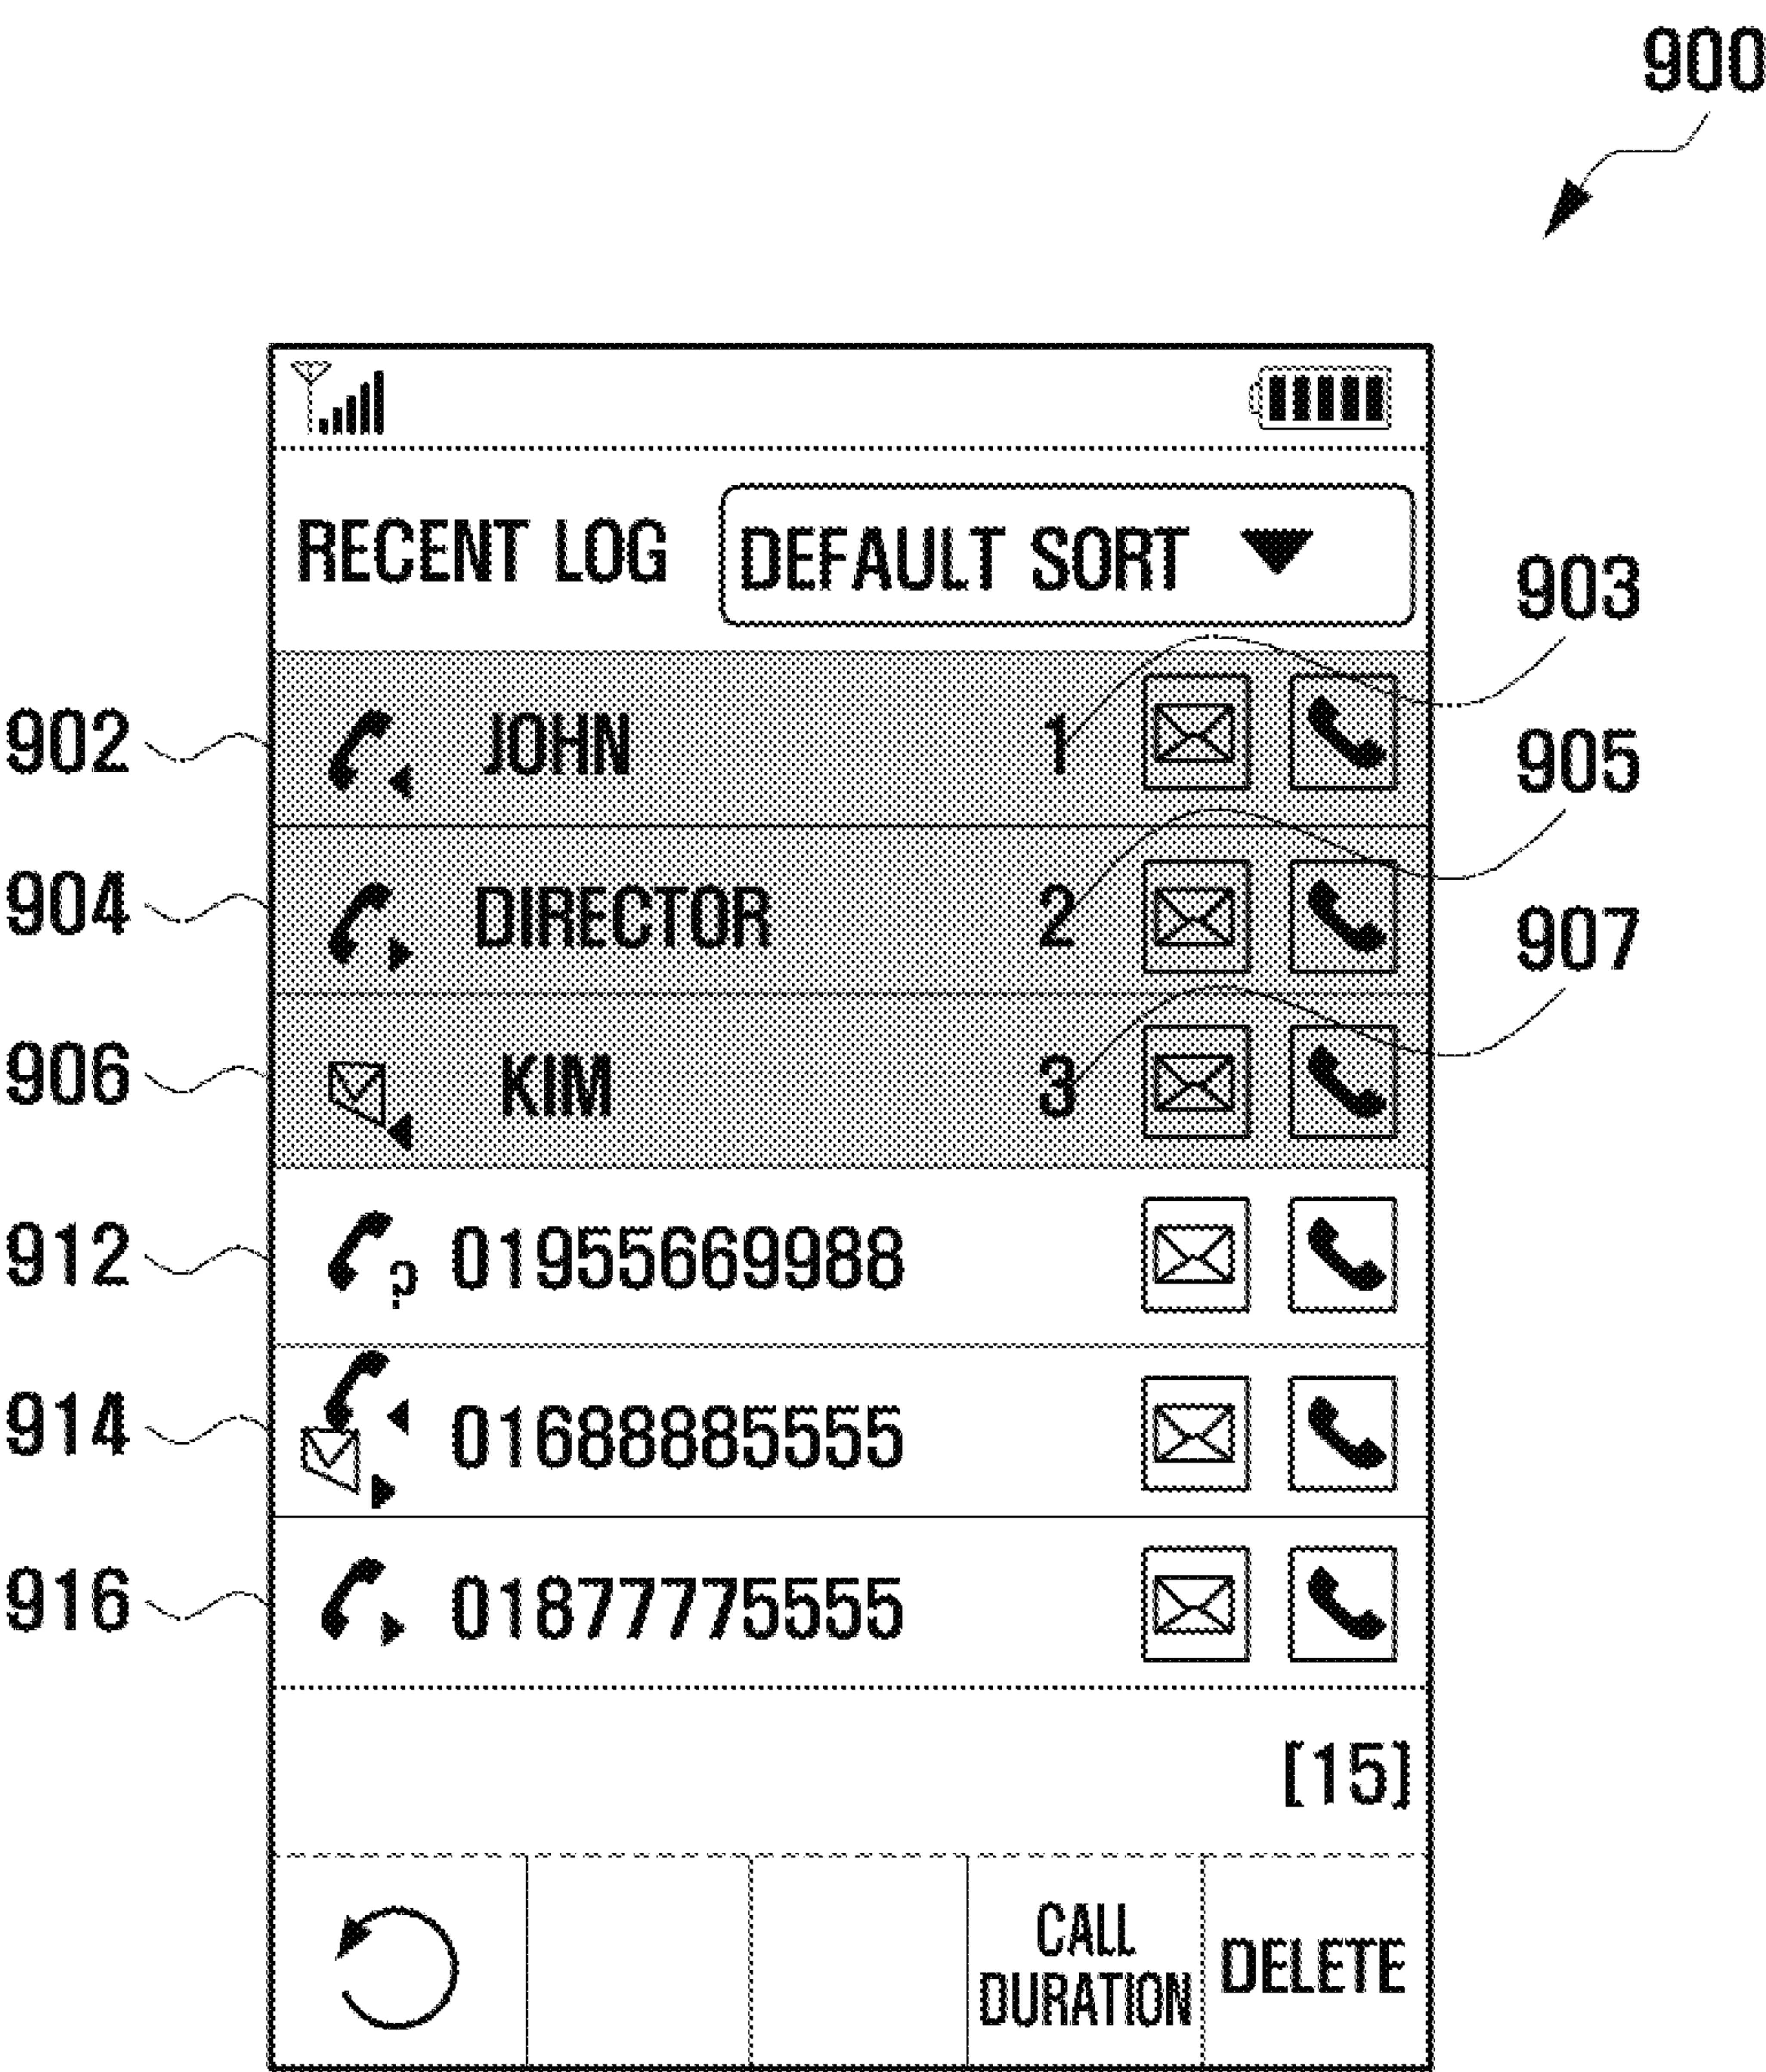 900
RECENT LOG DEFAULT SORT
903
902 JOHN 1
905
904 DIRECTOR 2
907
906 KIM 3
912 ? 01955669988
914 01688885555
916 01877775555
[15]
CALL
DURATION
DELETE